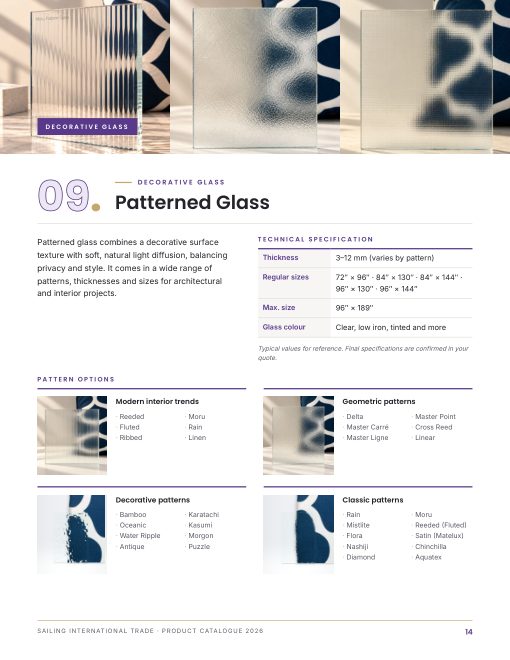 DECORATIVE GLASS
09.
DECORATIVE GLASS
Patterned Glass
Patterned glass combines a decorative surface
texture with soft, natural light diffusion, balancing
privacy and style. It comes in a wide range of
patterns, thicknesses and sizes for architectural
and interior projects.
TECHNICAL SPECIFICATION
Thickness 3–12 mm (varies by pattern)
Regular sizes 72" × 96" · 84" × 130" · 84" × 144" ·
96" × 130" · 96" × 144"
Max. size 96" × 189"
Glass colour Clear, low iron, tinted and more
Typical values for reference. Final specifications are confirmed in your
quote.
PATTERN OPTIONS
Modern interior trends
· Reeded · Moru
· Fluted · Rain
· Ribbed · Linen
Geometric patterns
· Delta · Master Point
· Master Carré · Cross Reed
· Master Ligne · Linear
Decorative patterns
· Bamboo · Karatachi
· Oceanic · Kasumi
· Water Ripple · Morgon
· Antique · Puzzle
Classic patterns
· Rain · Moru
· Mistlite · Reeded (Fluted)
· Flora · Satin (Matelux)
· Nashiji · Chinchilla
· Diamond · Aquatex
SAILING INTERNATIONAL TRADE · PRODUCT CATALOGUE 2026
14